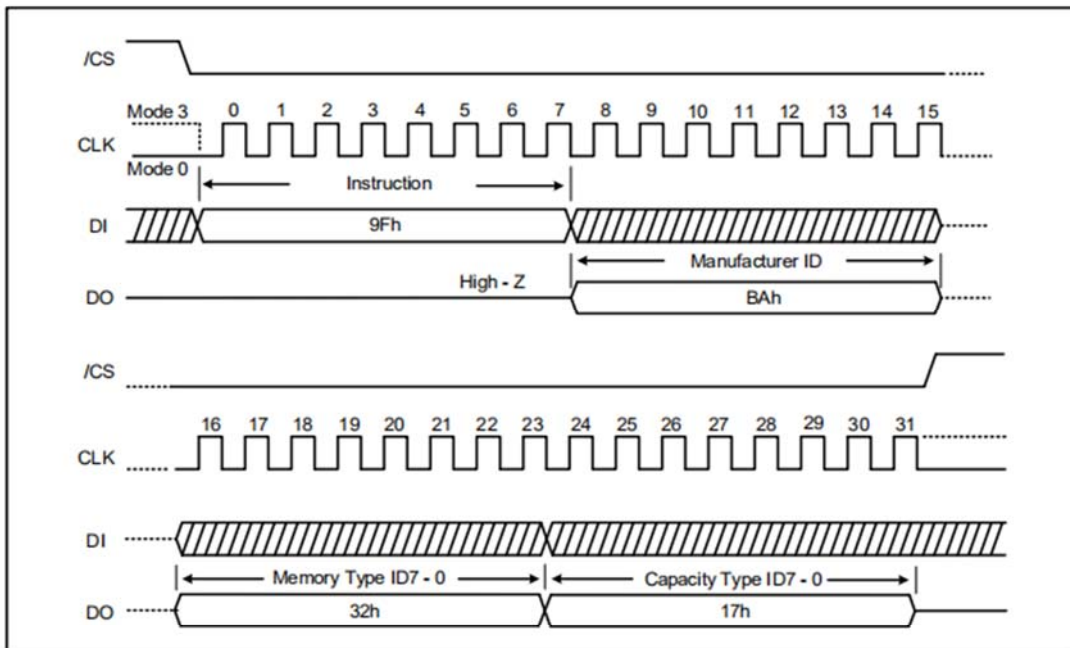 /CS
Mode 3 0 1 2 3 4 5 6 7 8 9 10 11 12 13 14 15
CLK
Mode 0
Instruction
DI 9Fh
Manufacturer ID
High - Z
DO BAh
/CS
16 17 18 19 20 21 22 23 24 25 26 27 28 29 30 31
CLK
DI
Memory Type ID7 - 0 Capacity Type ID7 - 0
DO 32h 17h